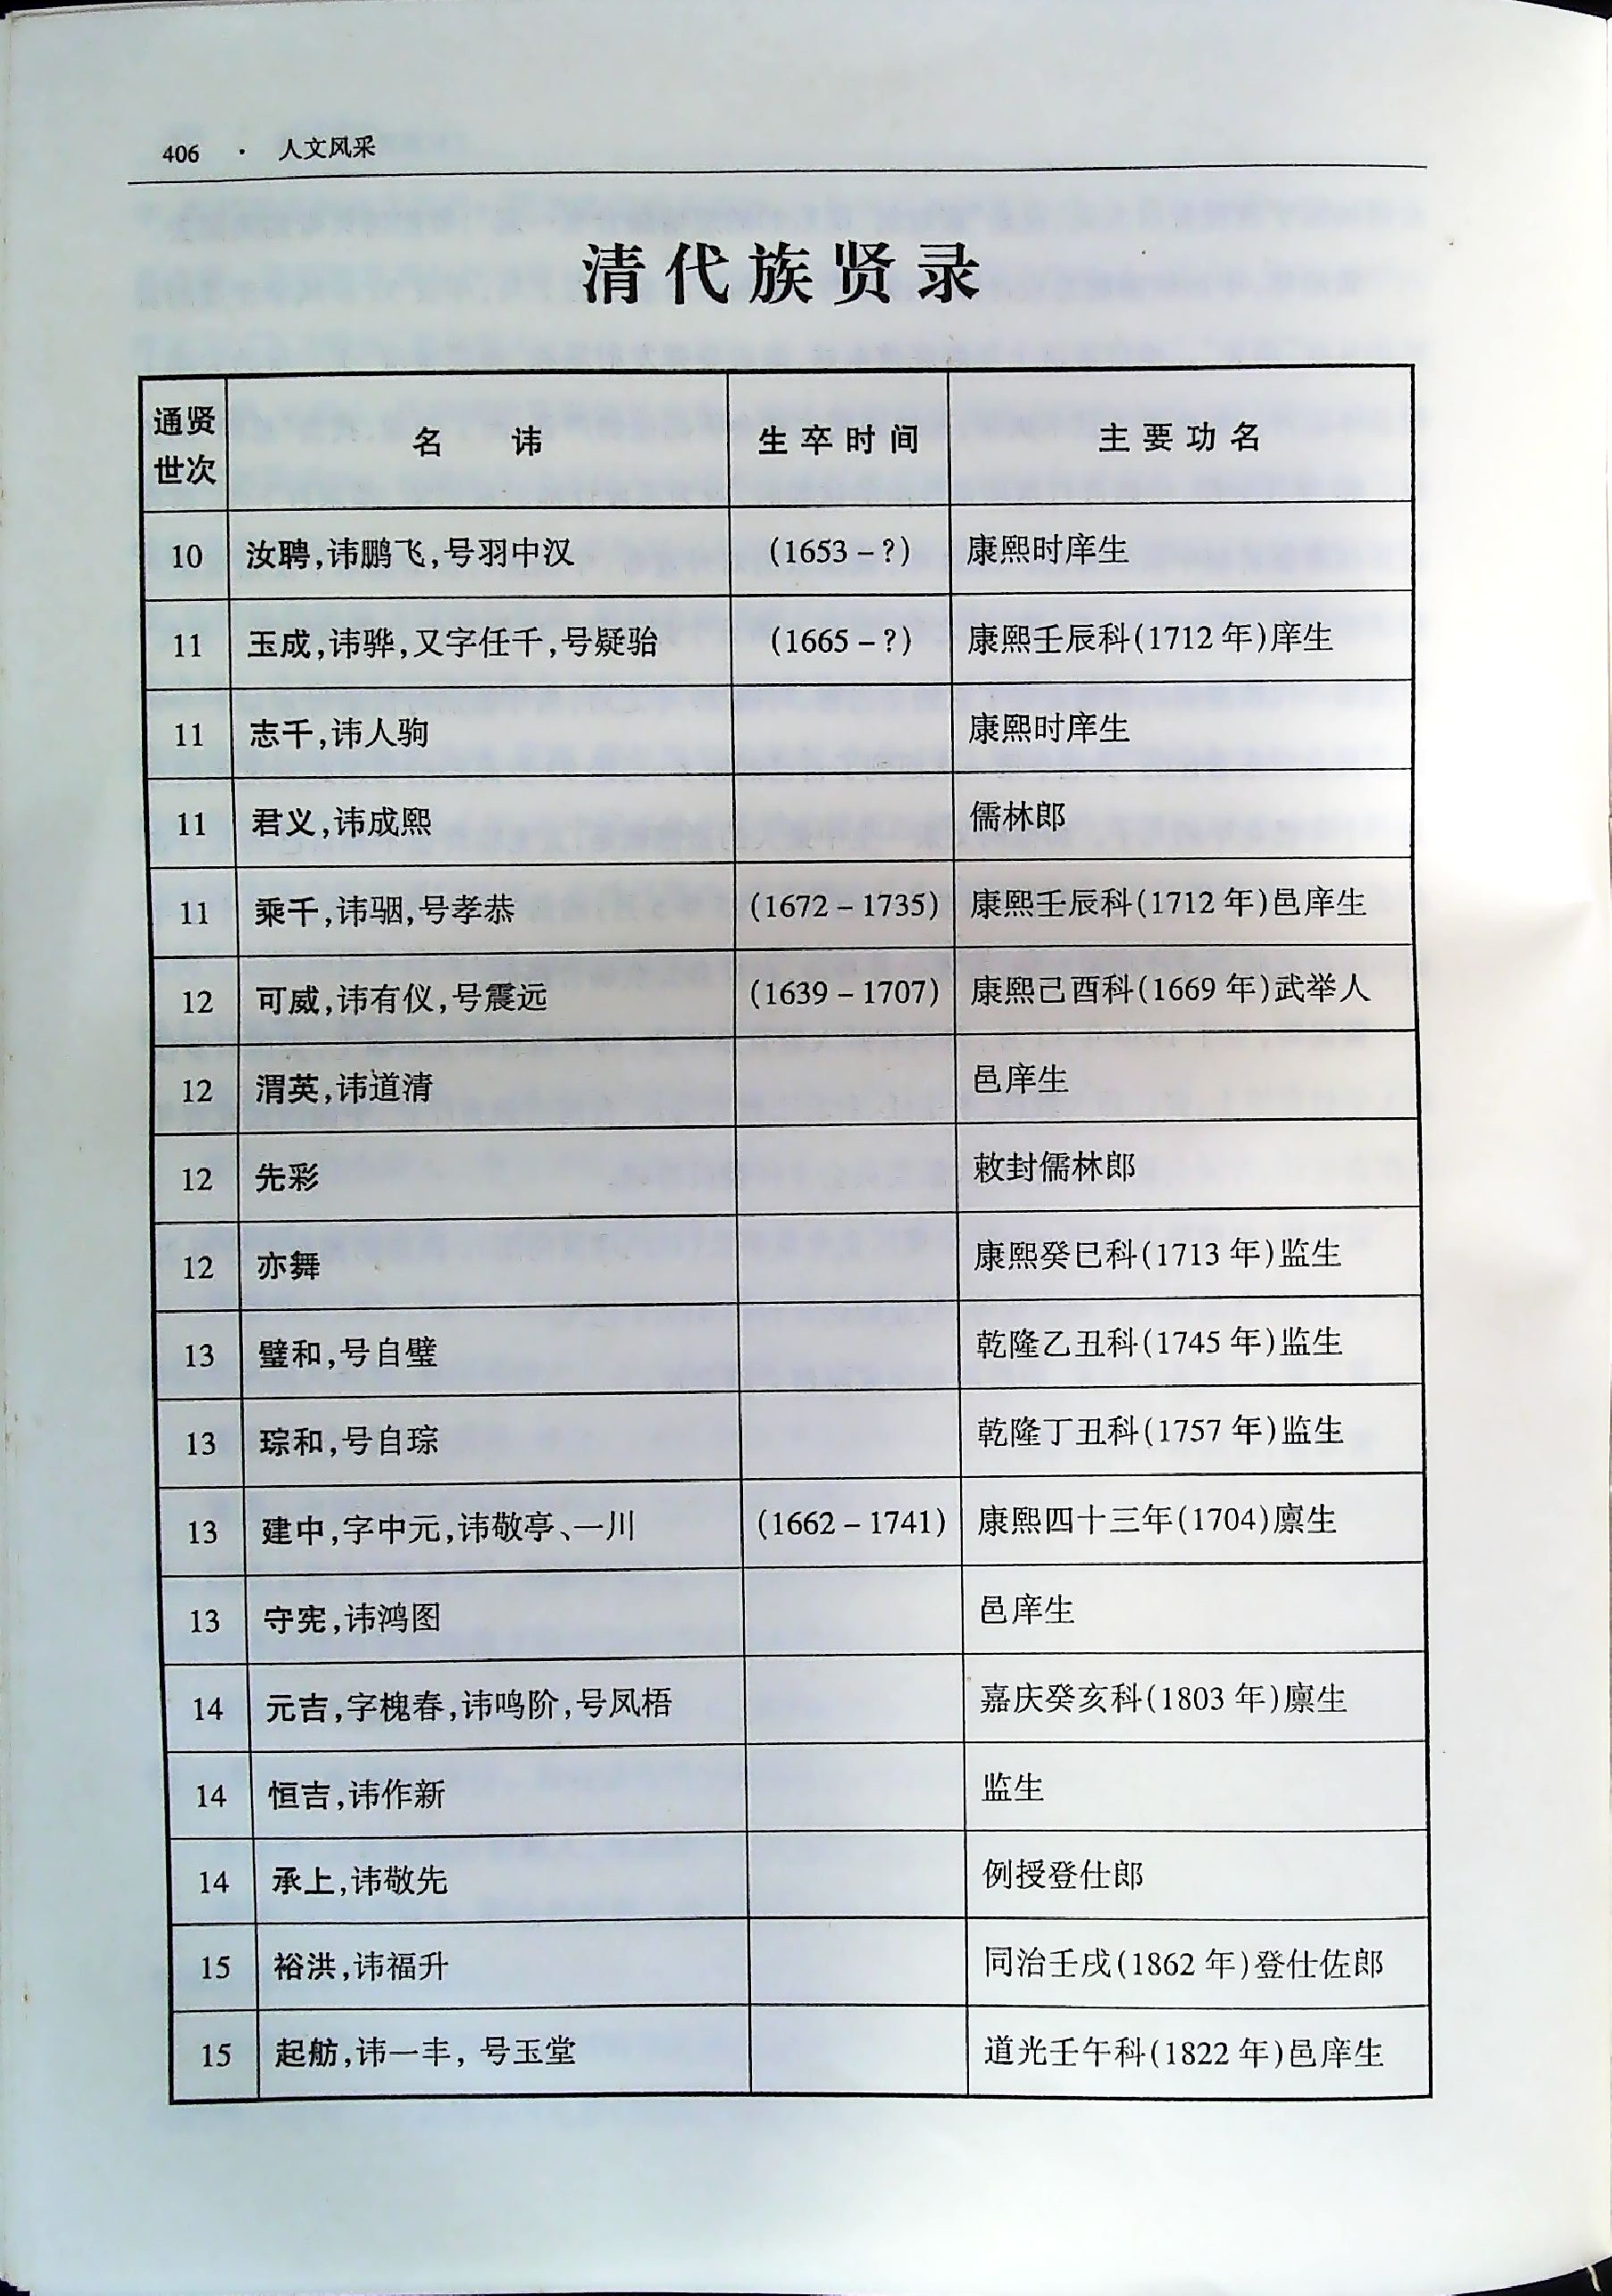 406 · 人文风采
清代族贤录
通贤世次 名讳 生卒时间 主要功名
10 汝聘,讳鹏飞,号羽中汉 (1653-?) 康熙时庠生
11 玉成,讳骅,又字任千,号疑骀 (1665-?) 康熙壬辰科(1712年)庠生
11 志千,讳人驹 康熙时庠生
11 君义,讳成熙 儒林郎
11 乘千,讳骃,号孝恭 (1672-1735) 康熙壬辰科(1712年)邑庠生
12 可威,讳有仪,号震远 (1639-1707) 康熙己酉科(1669年)武举人
12 渭英,讳道清 邑庠生
12 先彩 敕封儒林郎
12 亦舞 康熙癸巳科(1713年)监生
13 璧和,号自璧 乾隆乙丑科(1745年)监生
13 琮和,号自琮 乾隆丁丑科(1757年)监生
13 建中,字中元,讳敬亭、一川 (1662-1741) 康熙四十三年(1704)廪生
13 守宪,讳鸿图 邑庠生
14 元吉,字槐春,讳鸣阶,号凤梧 嘉庆癸亥科(1803年)廪生
14 恒吉,讳作新 监生
14 承上,讳敬先 例授登仕郎
15 裕洪,讳福升 同治壬戌(1862年)登仕佐郎
15 起舫,讳一丰, 号玉堂 道光壬午科(1822年)邑庠生